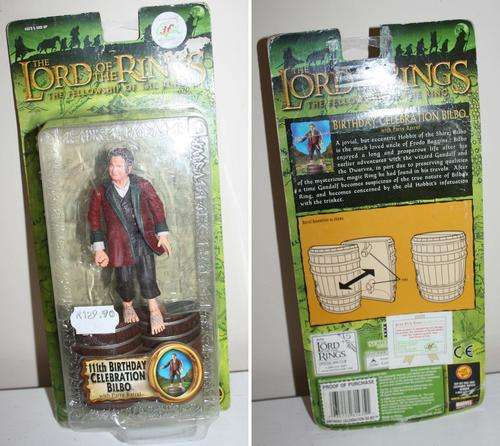 THE
LORD OF THE RINGS
THE FELLOWSHIP OF THE RING
129.90
111th BIRTHDAY
CELEBRATION
BILBO
with Party Barrel
THE
LORD OF THE RINGS
THE FELLOWSHIP OF THE RING
BIRTHDAY CELEBRATION BILBO
with Party Barrel
A jovial, but eccentric Hobbit of the Shire, Bilbo
is the much loved uncle of Frodo Baggins. Bilbo
enjoyed a long and prosperous life after his
earlier adventures with the wizard Gandalf and
the Dwarves, in part due to preserving qualities
of the mysterious, magic Ring he had found in his travels. After
a time Gandalf becomes suspicious of the true nature of Bilbo's
Ring, and becomes concerned by the old Hobbit's infatuation
with the trinket.
THE
LORD
OF THE
RINGS
CE
PROOF OF PURCHASE
MARVEL